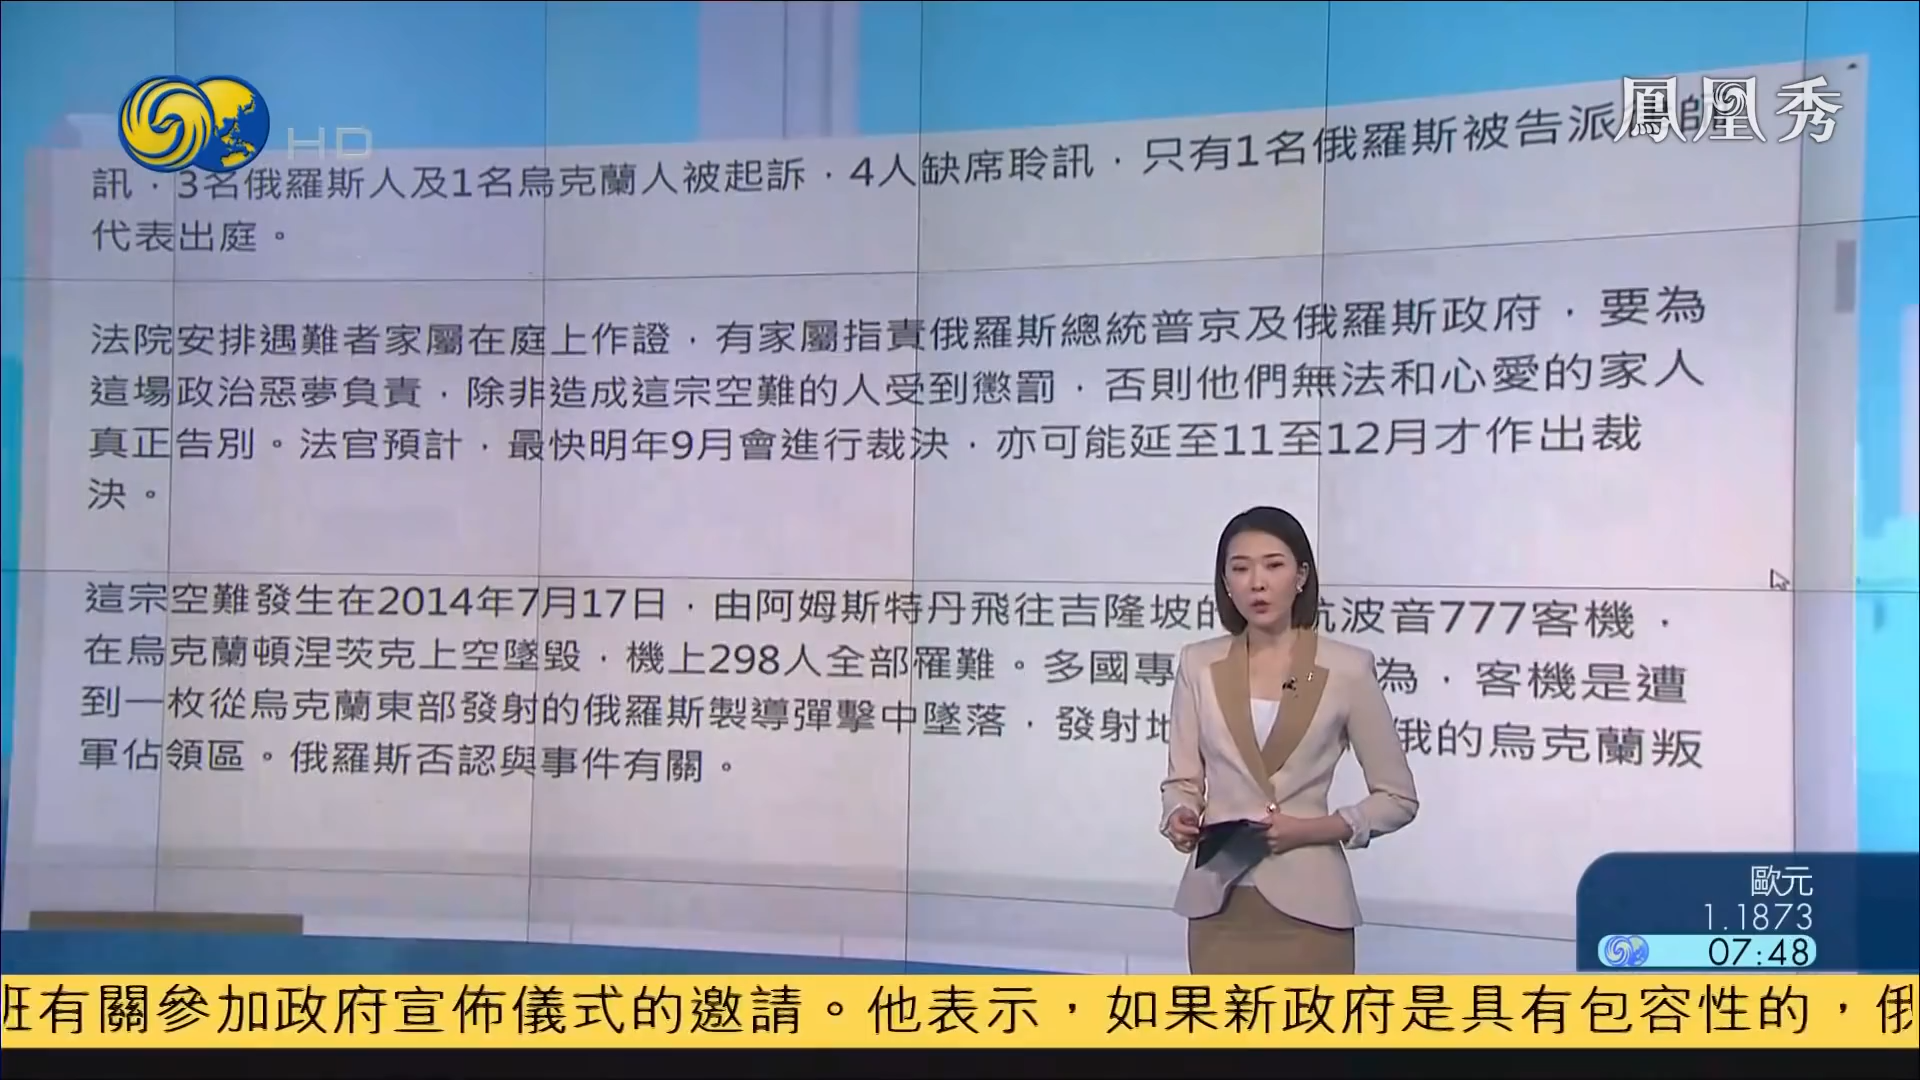 HD
鳳凰秀
訊，3名俄羅斯人及1名烏克蘭人被起訴，4人缺席聆訊，只有1名俄羅斯被告派
代表出庭。
法院安排遇難者家屬在庭上作證，有家屬指責俄羅斯總統普京及俄羅斯政府，要為
這場政治惡夢負責，除非造成這宗空難的人受到懲罰，否則他們無法和心愛的家人
真正告別。法官預計，最快明年9月會進行裁決，亦可能延至11至12月才作出裁
決。
這宗空難發生在2014年7月17日，由阿姆斯特丹飛往吉隆坡的 航波音777客機，
在烏克蘭頓涅茨克上空墜毀，機上298人全部罹難。多國專 為，客機是遭
到一枚從烏克蘭東部發射的俄羅斯製導彈擊中墜落，發射地 俄的烏克蘭叛
軍佔領區。俄羅斯否認與事件有關。
歐元
1.1873
07:48
班有關參加政府宣佈儀式的邀請。他表示，如果新政府是具有包容性的，俄